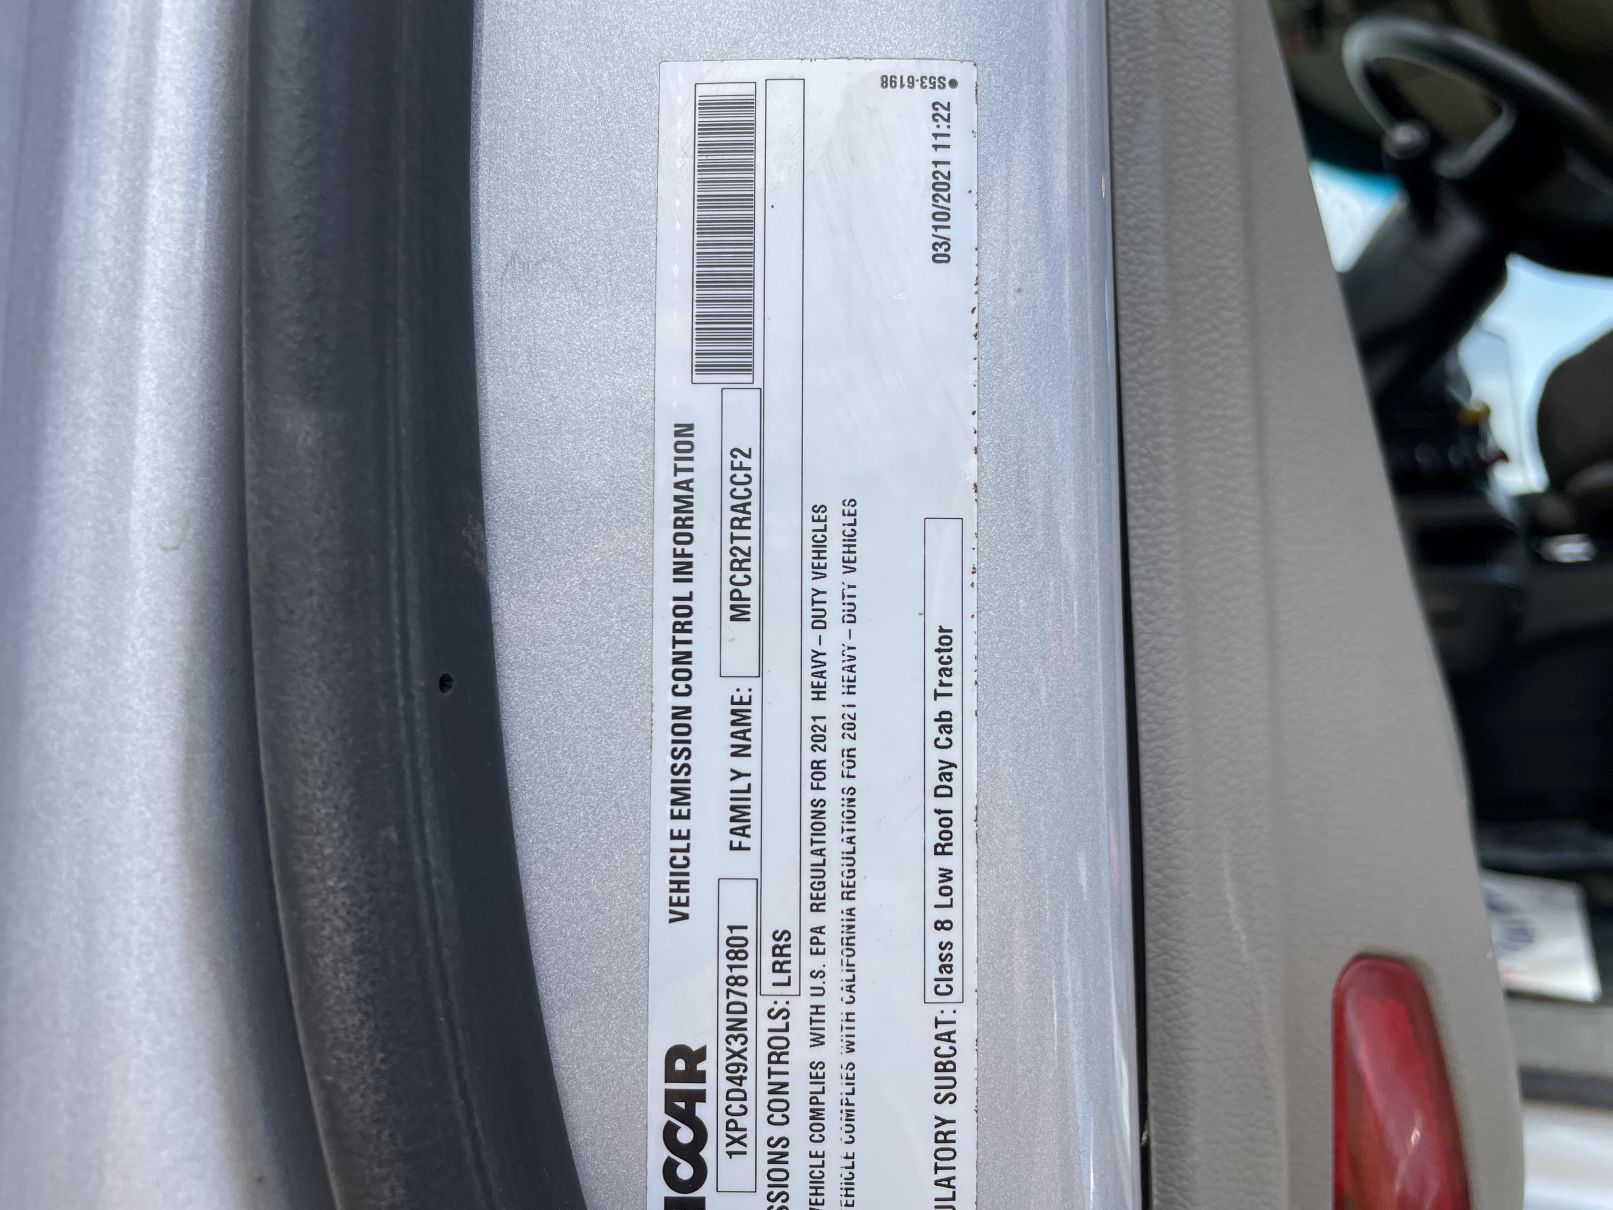 VEHICLE EMISSION CONTROL INFORMATION
CCAR
1XPCD49X3ND781801 FAMILY NAME: MPCR2TRACCF2
SSIONS CONTROLS: LRRS
VEHICLE COMPLIES WITH U.S. EPA REGULATIONS FOR 2021 HEAVY - DUTY VEHICLES
EHICLE COMPLIES WITH CALIFORNIA REGULATIONS FOR 2021 HEAVY - DUTY VEHICLES
ULATORY SUBCAT: Class 8 Low Roof Day Cab Tractor
03/10/2021 11:22
●S53-6198